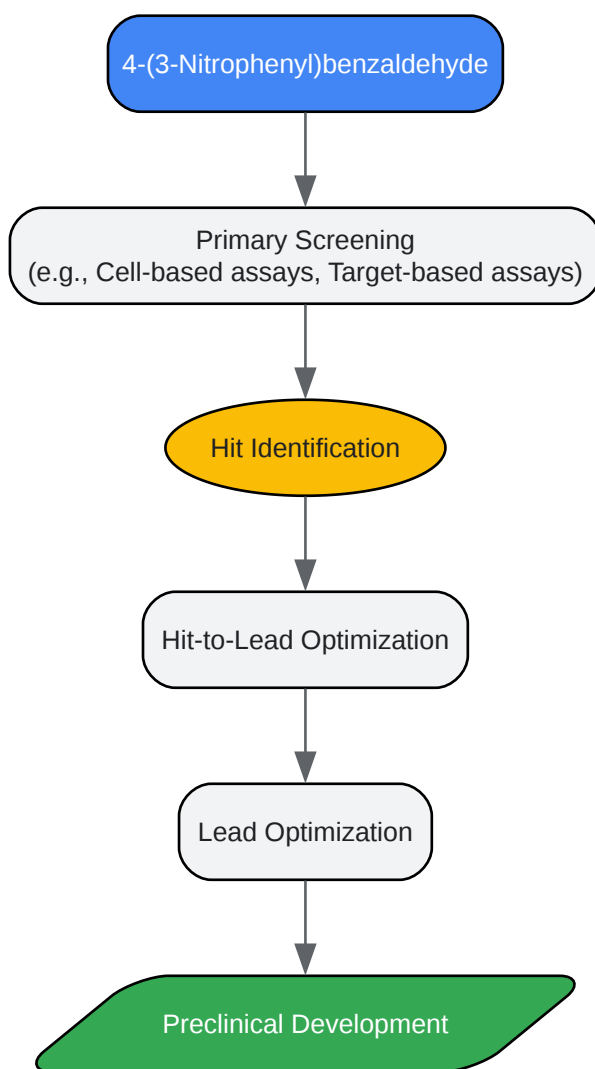 4-(3-Nitrophenyl)benzaldehyde
Primary Screening
(e.g., Cell-based assays, Target-based assays)
Hit Identification
Hit-to-Lead Optimization
Lead Optimization
Preclinical Development